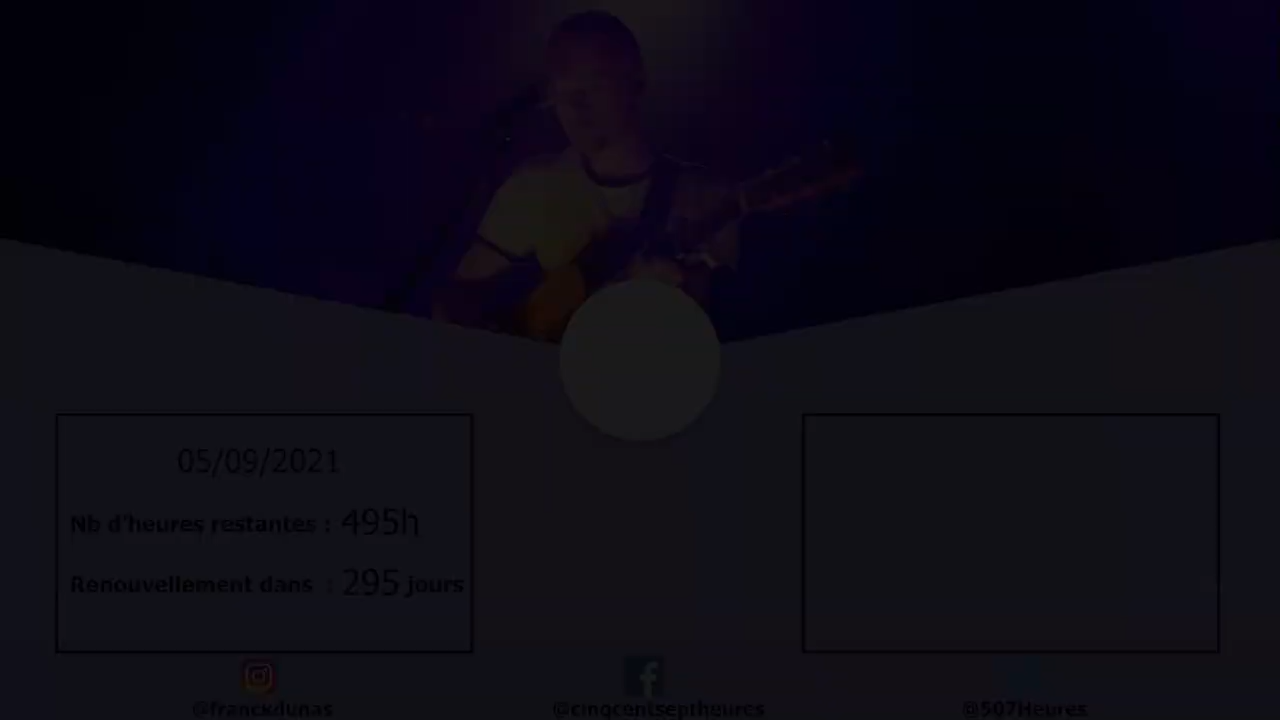 05/09/2021
Nb d'heures restantes : 495h
Renouvellement dans : 295 jours
@franckdunas
@cinqcentseptheures
@507Heures